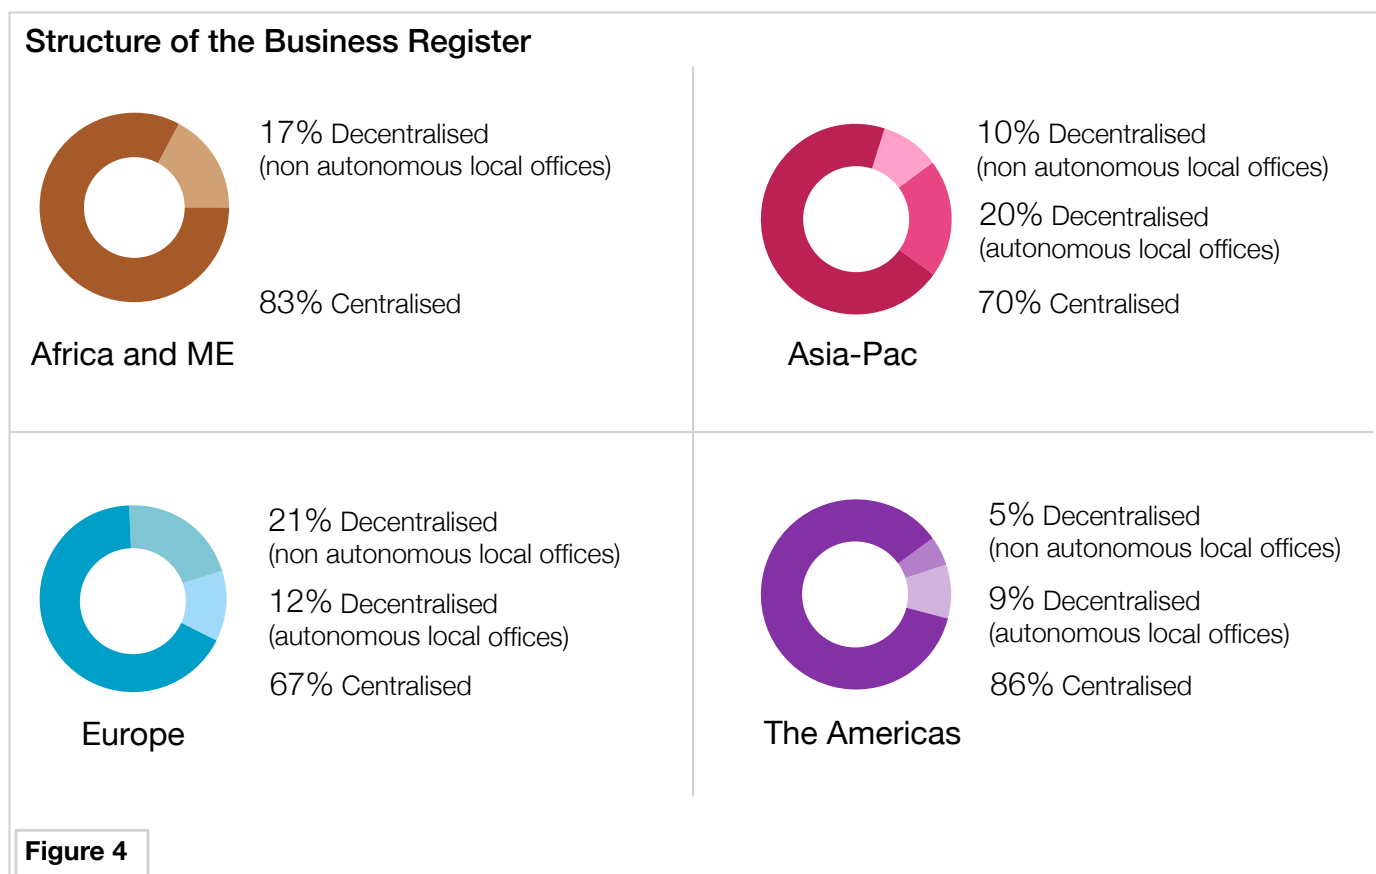 Structure of the Business Register
17% Decentralised
(non autonomous local offices)
83% Centralised
Africa and ME
10% Decentralised
(non autonomous local offices)
20% Decentralised
(autonomous local offices)
70% Centralised
Asia-Pac
21% Decentralised
(non autonomous local offices)
12% Decentralised
(autonomous local offices)
67% Centralised
Europe
5% Decentralised
(non autonomous local offices)
9% Decentralised
(autonomous local offices)
86% Centralised
The Americas
Figure 4